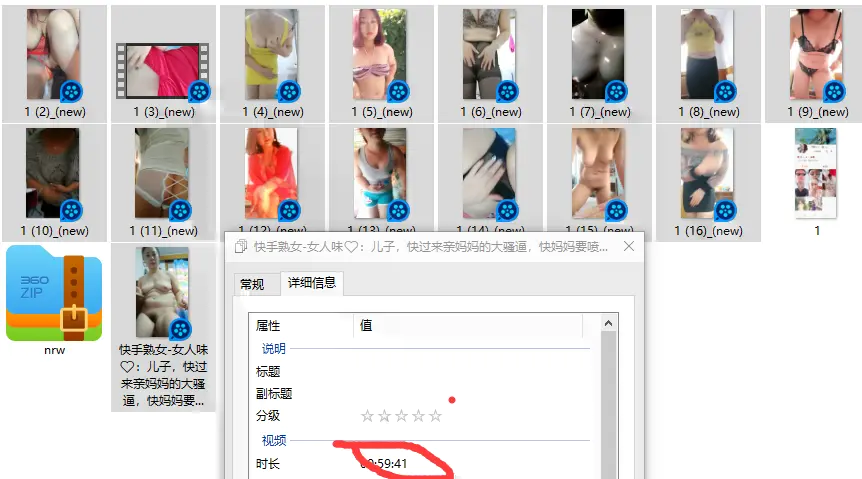 1 (2)_(new)
1 (3)_(new)
1 (4)_(new)
1 (5)_(new)
1 (6)_(new)
1 (7)_(new)
1 (8)_(new)
1 (9)_(new)
1 (10)_(new)
1 (11)_(new)
1 (12)_(new)
1 (13)_(new)
1 (14)_(new)
1 (15)_(new)
1 (16)_(new)
1
360
ZIP
nrw
快手熟女-女人味
♡：儿子，快过
来亲妈妈的大骚
逼，快妈妈要...
快手熟女-女人味♡：儿子，快过来亲妈妈的大骚逼，快妈妈要喷...
常规
详细信息
属性
值
说明
标题
副标题
分级
☆☆☆☆☆
视频
时长
:59:41